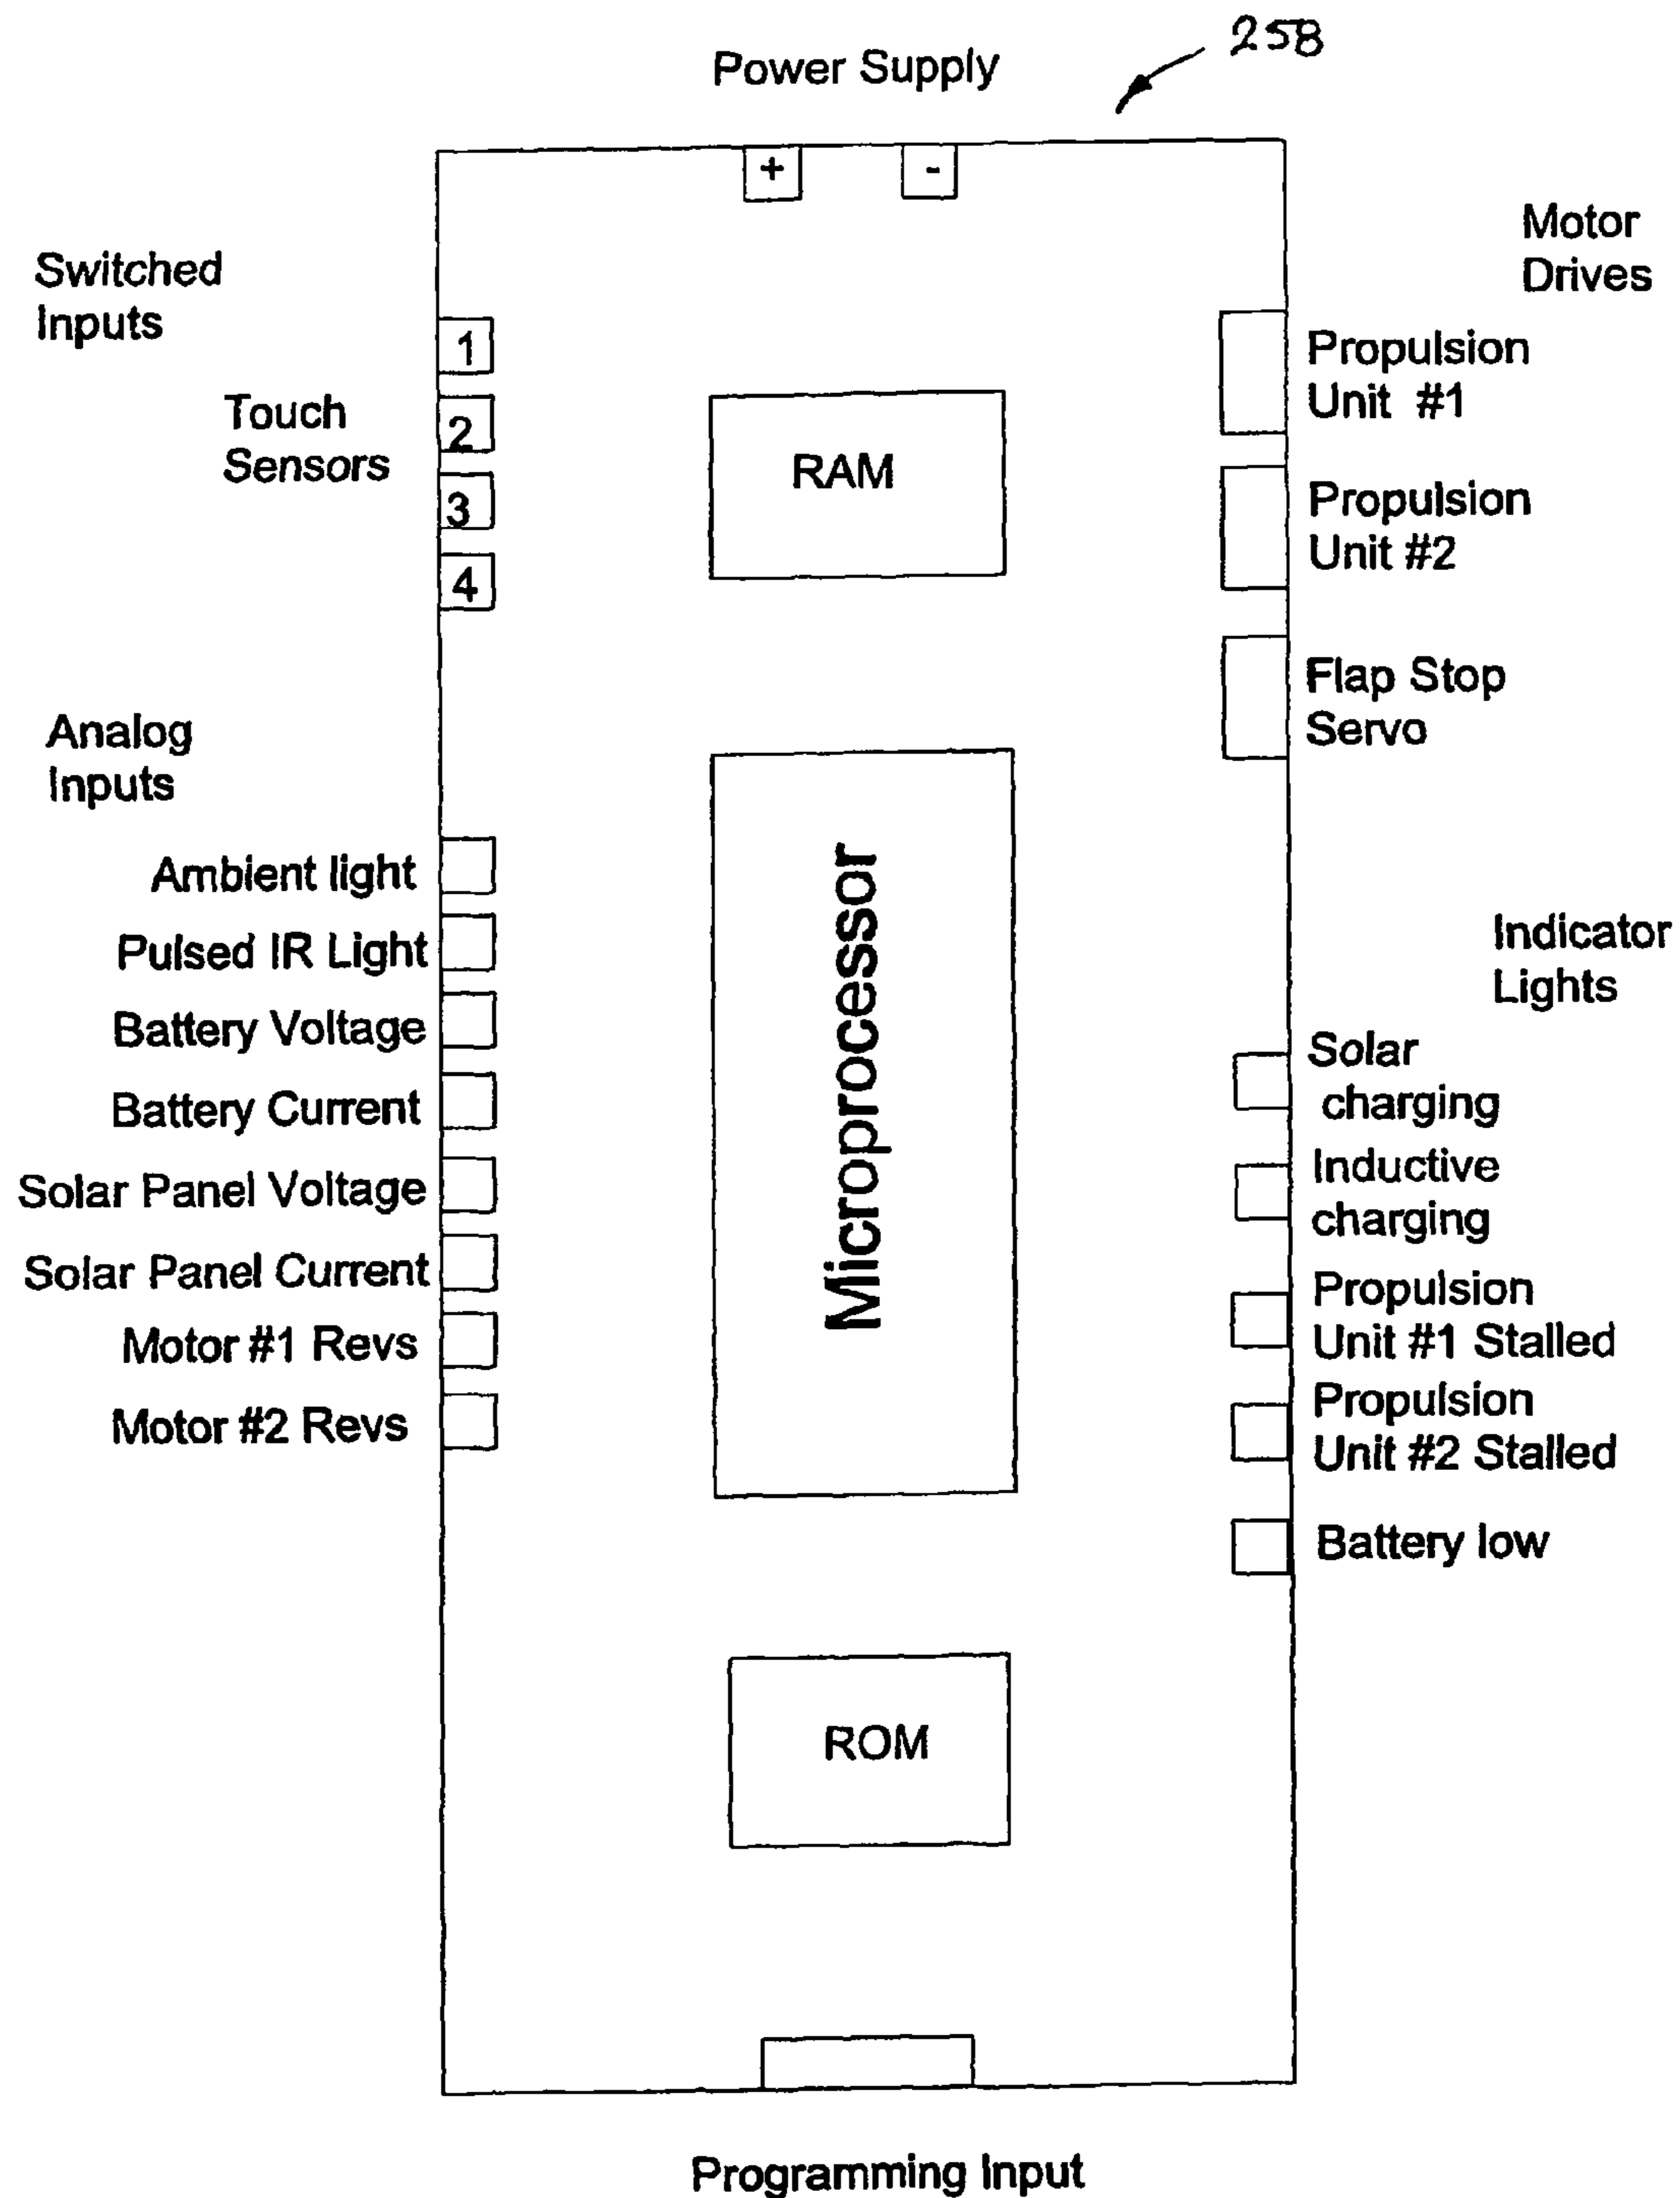 258
Power Supply
+ -
Switched
Inputs
Touch
Sensors
1
2
3
4
Analog
Inputs
Ambient light
Pulsed IR Light
Battery Voltage
Battery Current
Solar Panel Voltage
Solar Panel Current
Motor #1 Revs
Motor #2 Revs
RAM
Microprocessor
ROM
Motor
Drives
Propulsion
Unit #1
Propulsion
Unit #2
Flap Stop
Servo
Indicator
Lights
Solar
charging
Inductive
charging
Propulsion
Unit #1 Stalled
Propulsion
Unit #2 Stalled
Battery low
Programming Input